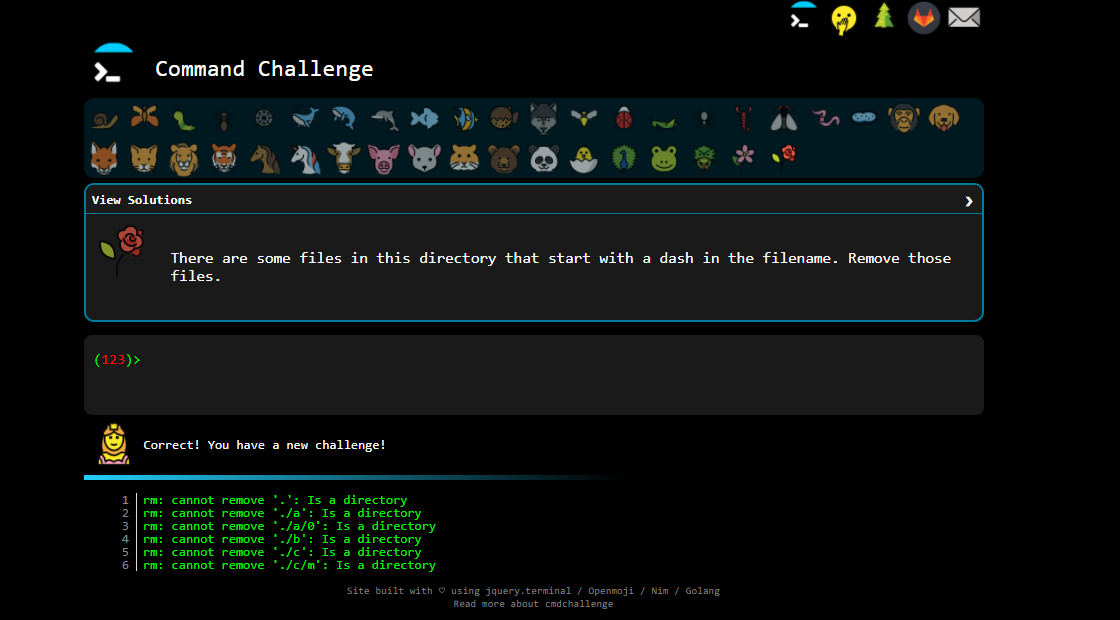 Command Challenge
View Solutions ❯
There are some files in this directory that start with a dash in the filename. Remove those
files.
(123)>
Correct! You have a new challenge!
1 rm: cannot remove '.': Is a directory
2 rm: cannot remove './a': Is a directory
3 rm: cannot remove './a/0': Is a directory
4 rm: cannot remove './b': Is a directory
5 rm: cannot remove './c': Is a directory
6 rm: cannot remove './c/m': Is a directory
Site built with ♡ using jquery.terminal / Openmoji / Nim / Golang
Read more about cmdchallenge